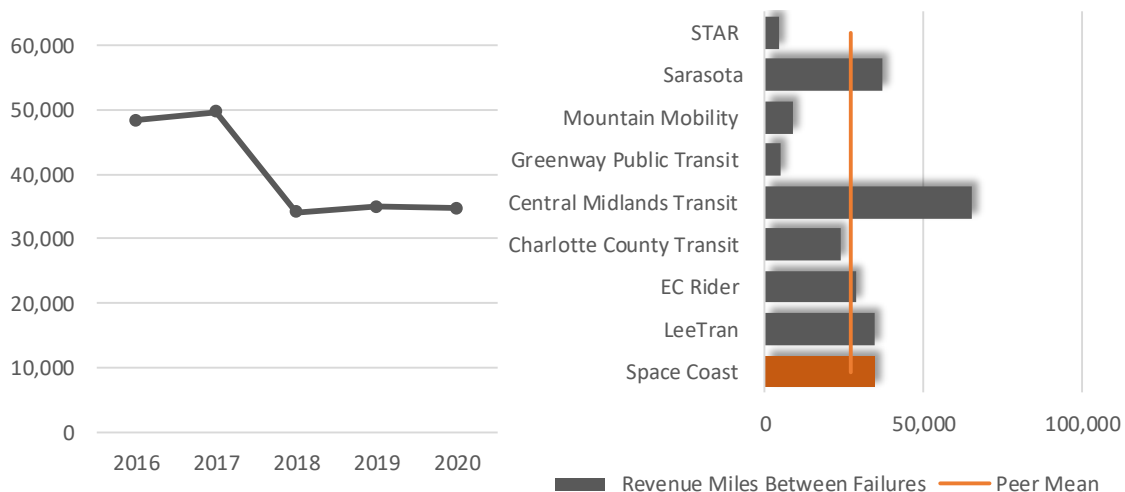 60,000
50,000
40,000
30,000
20,000
10,000
0
2016 2017 2018 2019 2020
STAR
Sarasota
Mountain Mobility
Greenway Public Transit
Central Midlands Transit
Charlotte County Transit
EC Rider
LeeTran
Space Coast
0 50,000 100,000
Revenue Miles Between Failures Peer Mean